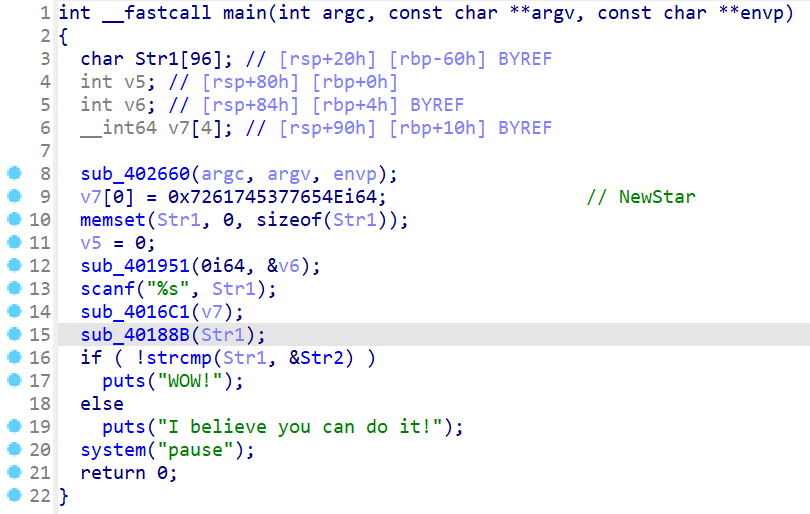 1 int __fastcall main(int argc, const char **argv, const char **envp)
2 {
3   char Str1[96]; // [rsp+20h] [rbp-60h] BYREF
4   int v5; // [rsp+80h] [rbp+0h]
5   int v6; // [rsp+84h] [rbp+4h] BYREF
6   __int64 v7[4]; // [rsp+90h] [rbp+10h] BYREF
7
8   sub_402660(argc, argv, envp);
9   v7[0] = 0x7261745377654Ei64;                  // NewStar
10   memset(Str1, 0, sizeof(Str1));
11   v5 = 0;
12   sub_401951(0i64, &v6);
13   scanf("%s", Str1);
14   sub_4016C1(v7);
15   sub_40188B(Str1);
16   if ( !strcmp(Str1, &Str2) )
17     puts("WOW!");
18   else
19     puts("I believe you can do it!");
20   system("pause");
21   return 0;
22 }